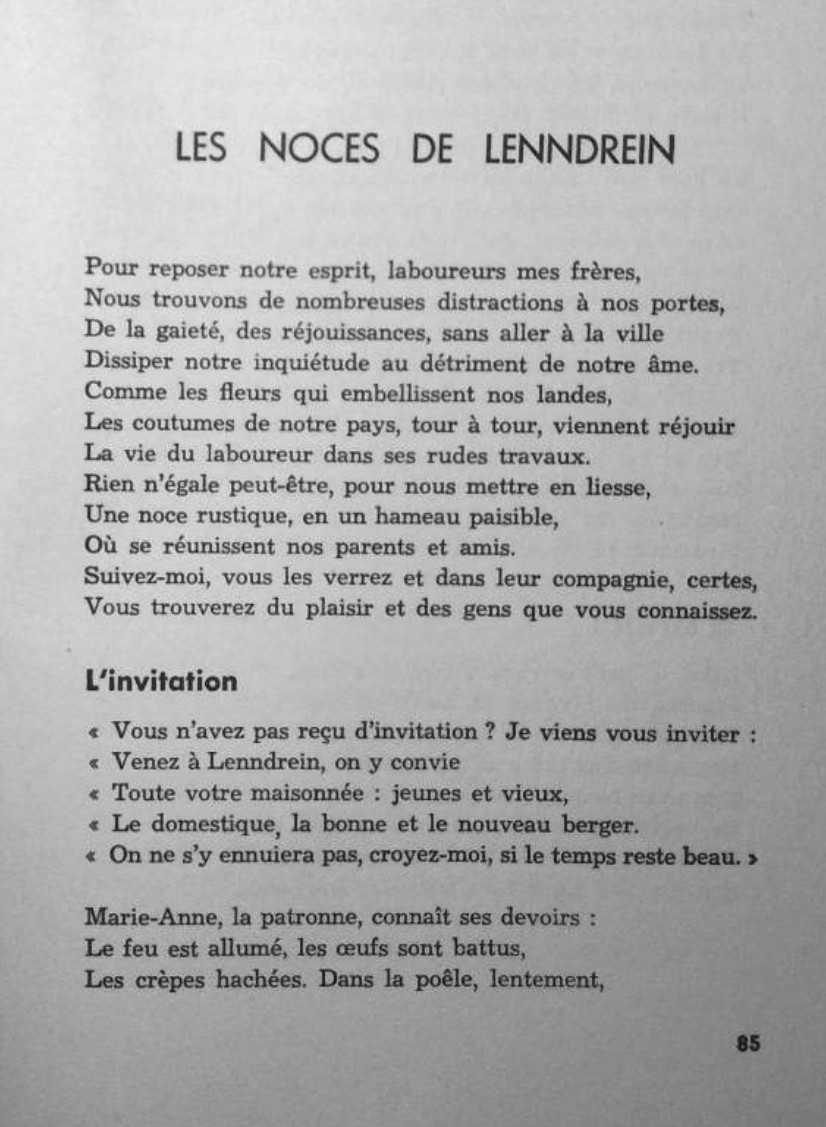 LES NOCES DE LENNDREIN
Pour reposer notre esprit, laboureurs mes frères,
Nous trouvons de nombreuses distractions à nos portes,
De la gaieté, des réjouissances, sans aller à la ville
Dissiper notre inquiétude au détriment de notre âme.
Comme les fleurs qui embellissent nos landes,
Les coutumes de notre pays, tour à tour, viennent réjouir
La vie du laboureur dans ses rudes travaux.
Rien n'égale peut-être, pour nous mettre en liesse,
Une noce rustique, en un hameau paisible,
Où se réunissent nos parents et amis.
Suivez-moi, vous les verrez et dans leur compagnie, certes,
Vous trouverez du plaisir et des gens que vous connaissez.
L'invitation
« Vous n'avez pas reçu d'invitation ? Je viens vous inviter :
« Venez à Lenndrein, on y convie
« Toute votre maisonnée : jeunes et vieux,
« Le domestique, la bonne et le nouveau berger.
« On ne s'y ennuiera pas, croyez-moi, si le temps reste beau. »
Marie-Anne, la patronne, connaît ses devoirs :
Le feu est allumé, les œufs sont battus,
Les crèpes hachées. Dans la poêle, lentement,
85